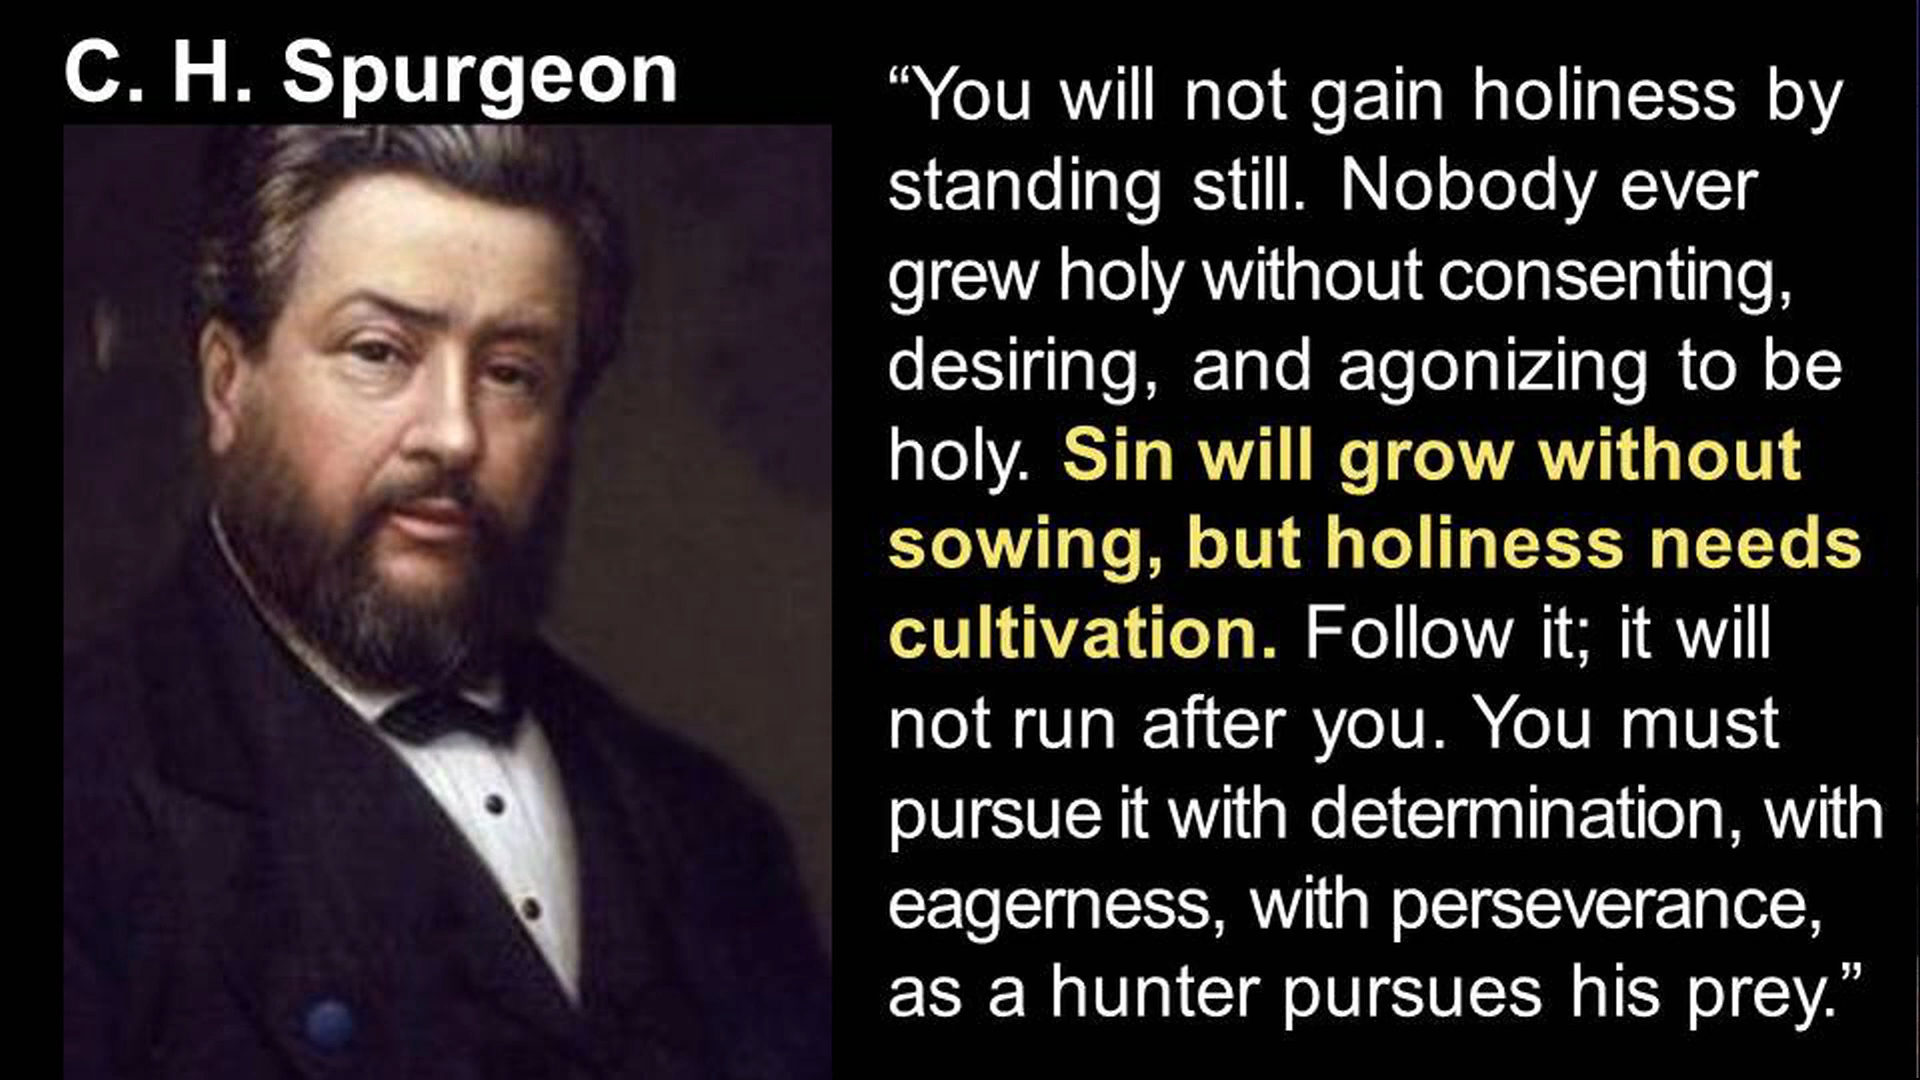 C. H. Spurgeon
“You will not gain holiness by
standing still. Nobody ever
grew holy without consenting,
desiring, and agonizing to be
holy. Sin will grow without
sowing, but holiness needs
cultivation. Follow it; it will
not run after you. You must
pursue it with determination, with
eagerness, with perseverance,
as a hunter pursues his prey.”